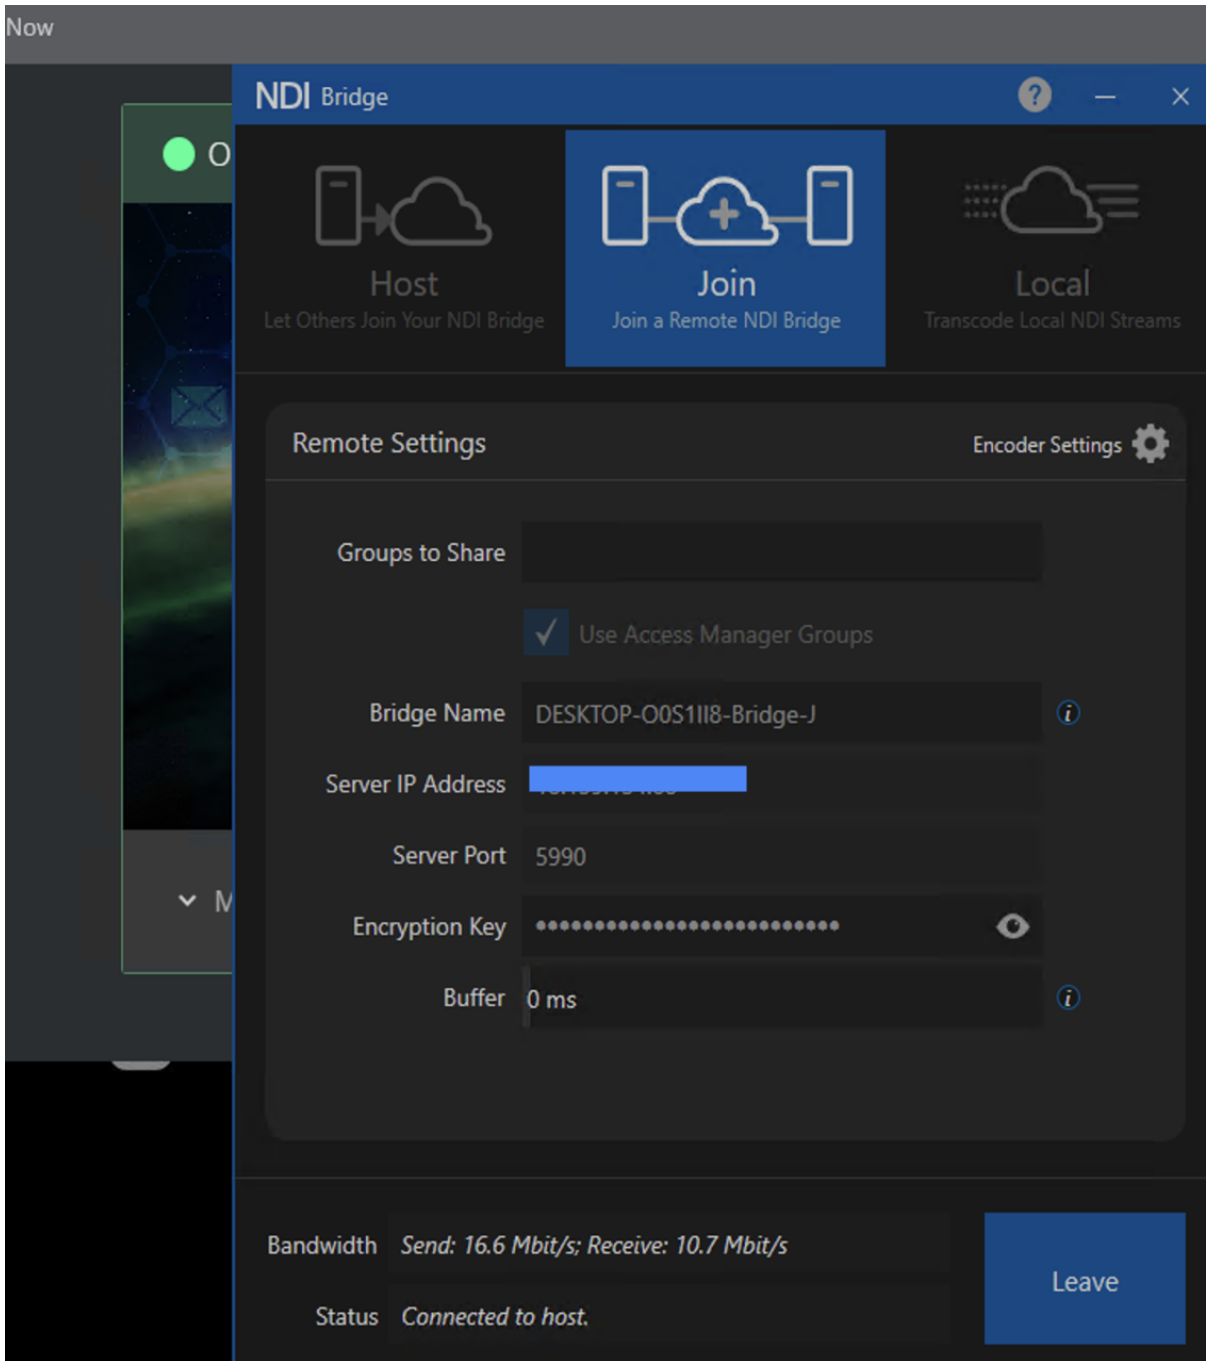 Now
NDI Bridge
?
O
Host
Let Others Join Your NDI Bridge
Join
Join a Remote NDI Bridge
Local
Transcode Local NDI Streams
Remote Settings
Encoder Settings
Groups to Share
Use Access Manager Groups
Bridge Name DESKTOP-O0S1II8-Bridge-J i
Server IP Address
Server Port 5990
M
Encryption Key ••••••••••••••••••••••••••
Buffer 0 ms i
Bandwidth Send: 16.6 Mbit/s; Receive: 10.7 Mbit/s
Leave
Status Connected to host.